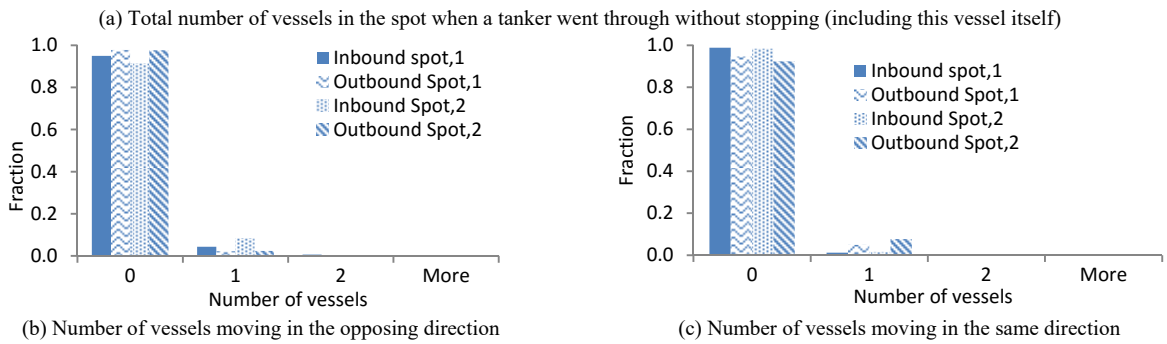 (a) Total number of vessels in the spot when a tanker went through without stopping (including this vessel itself)
1.0
0.8
0.6
0.4
0.2
0.0
Fraction
Inbound spot,1
Outbound Spot,1
Inbound Spot,2
Outbound Spot,2
0 1 2 More
Number of vessels
(b) Number of vessels moving in the opposing direction
1.0
0.8
0.6
0.4
0.2
0.0
Fraction
Inbound spot,1
Outbound Spot,1
Inbound Spot,2
Outbound Spot,2
0 1 2 More
Number of vessels
(c) Number of vessels moving in the same direction